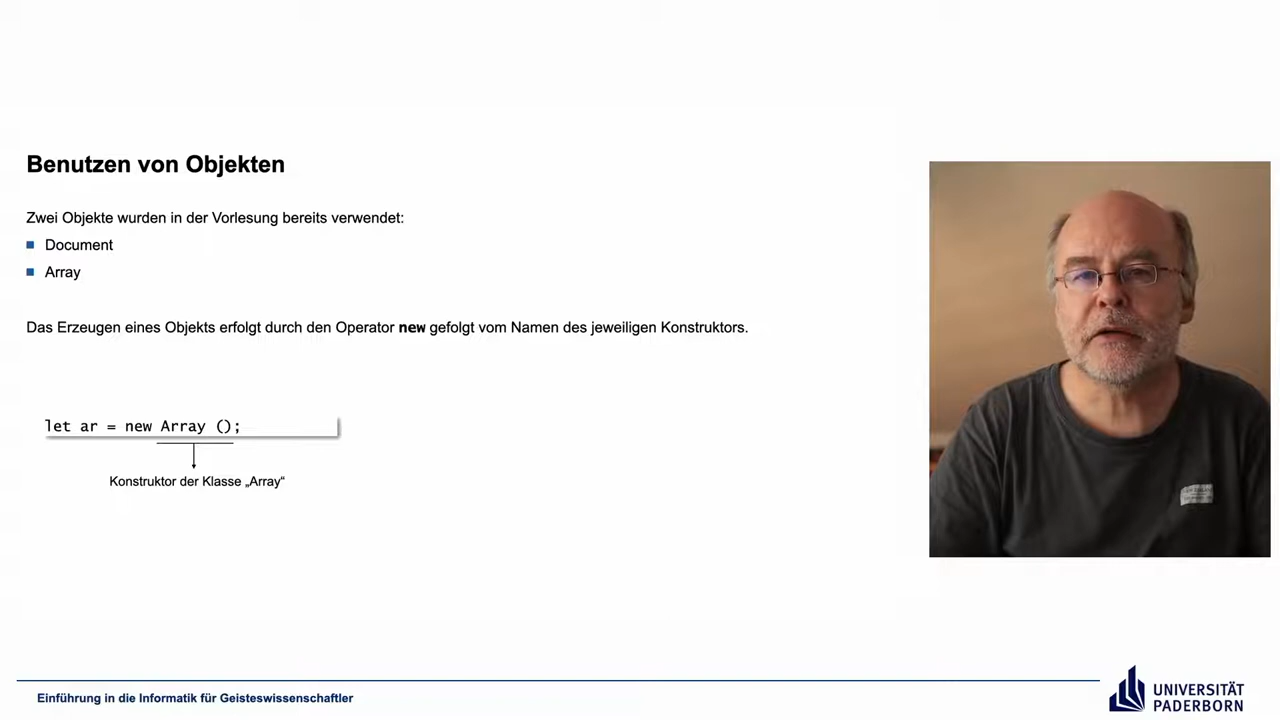 Benutzen von Objekten
Zwei Objekte wurden in der Vorlesung bereits verwendet:
Document
Array
Das Erzeugen eines Objekts erfolgt durch den Operator new gefolgt vom Namen des jeweiligen Konstruktors.
let ar = new Array ();
Konstruktor der Klasse „Array“
Einführung in die Informatik für Geisteswissenschaftler
UNIVERSITÄT
PADERBORN